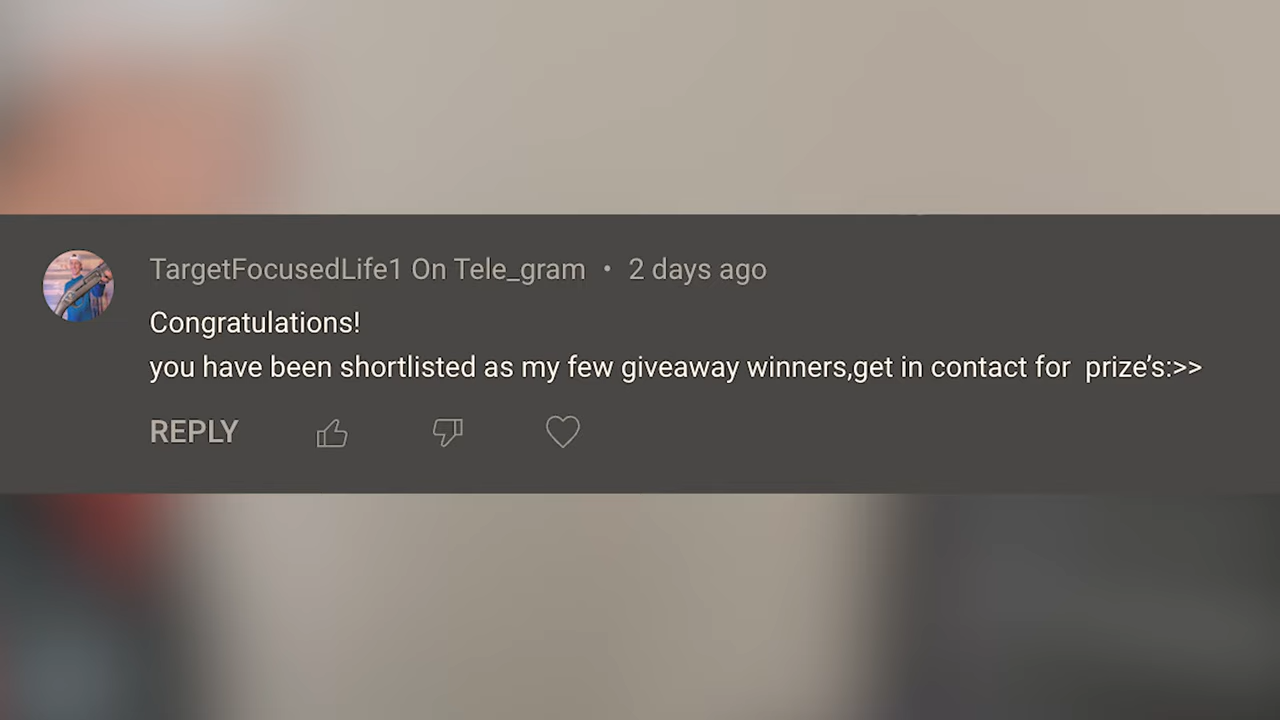 TargetFocusedLife1 On Tele_gram • 2 days ago
Congratulations!
you have been shortlisted as my few giveaway winners,get in contact for  prize’s:>>
REPLY